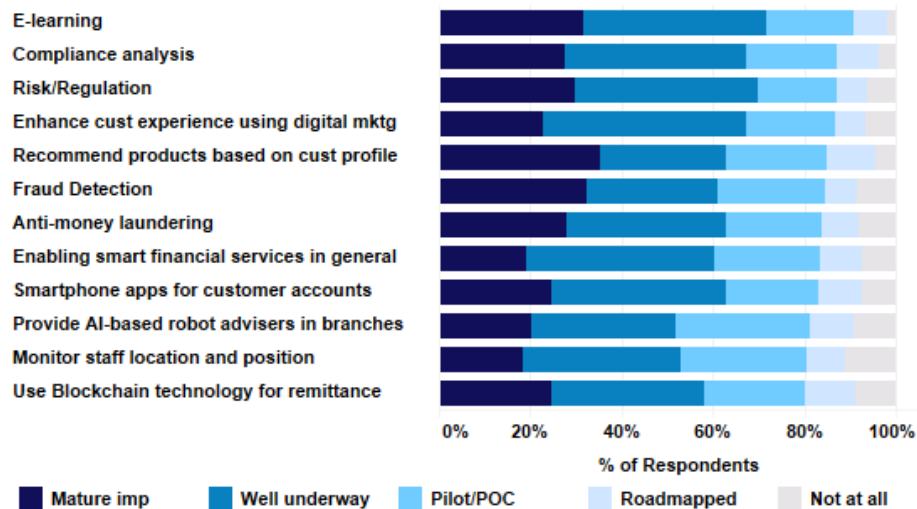 E-learning
Compliance analysis
Risk/Regulation
Enhance cust experience using digital mktg
Recommend products based on cust profile
Fraud Detection
Anti-money laundering
Enabling smart financial services in general
Smartphone apps for customer accounts
Provide AI-based robot advisers in branches
Monitor staff location and position
Use Blockchain technology for remittance
0% 20% 40% 60% 80% 100%
% of Respondents
Mature imp Well underway Pilot/POC Roadmapped Not at all